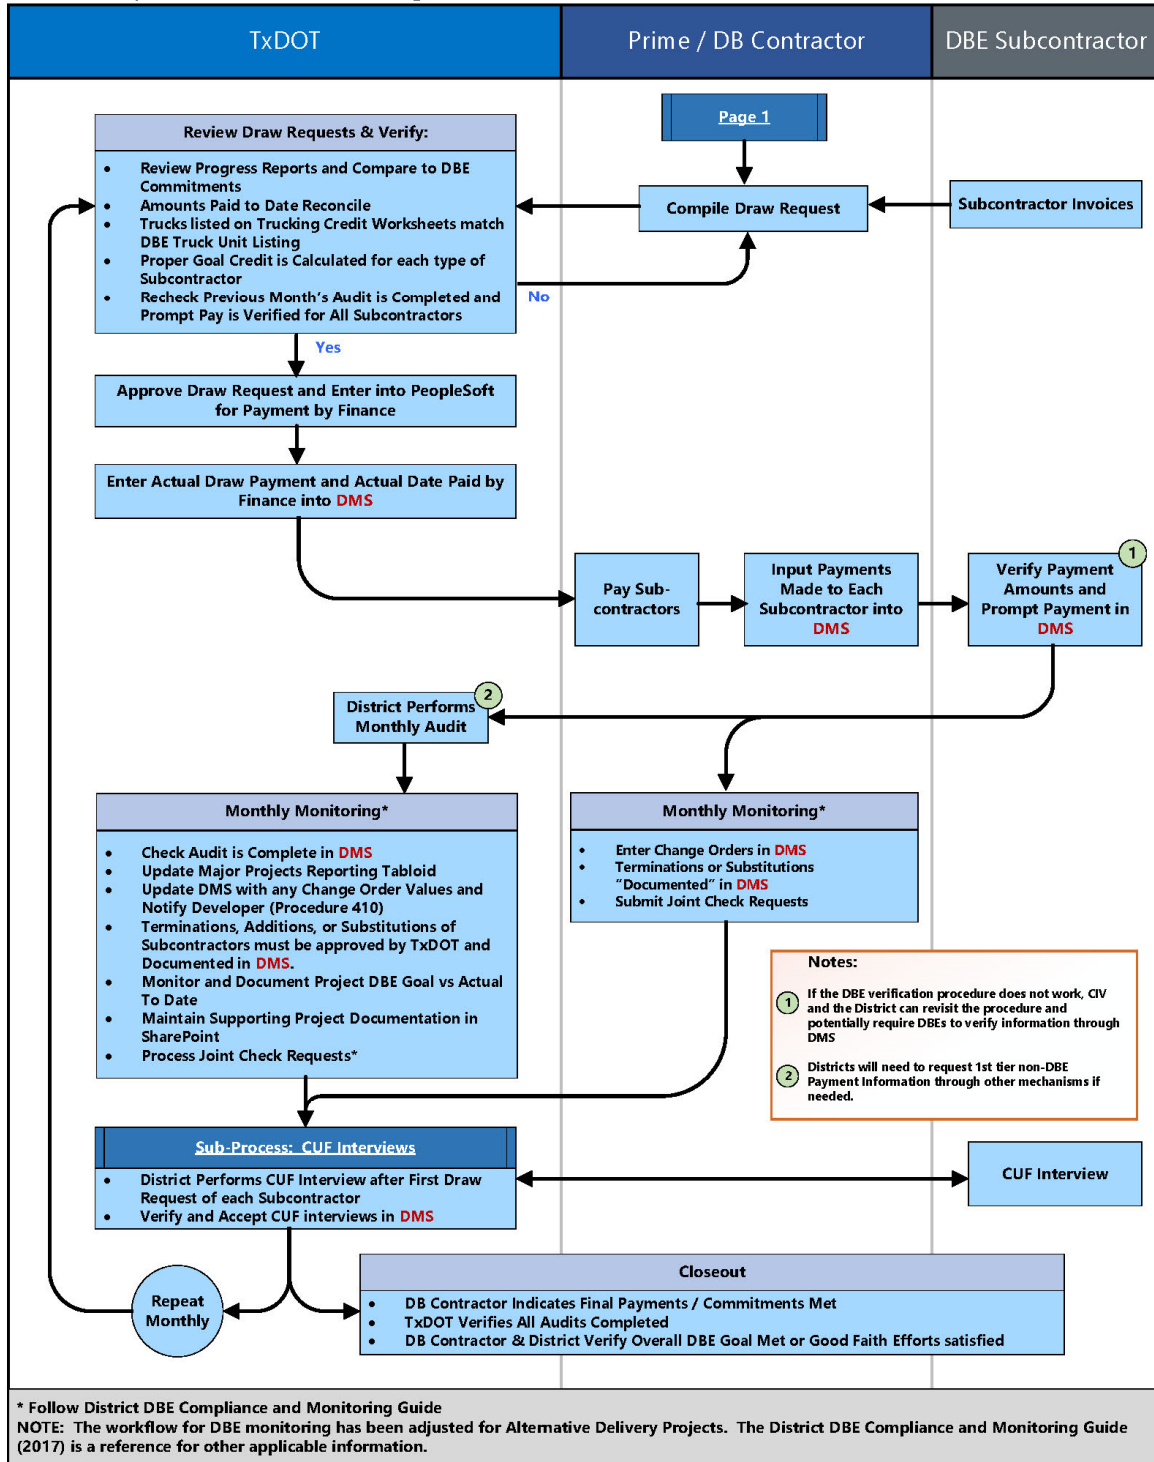 TxDOT
Prime / DB Contractor
DBE Subcontractor
Page 1
Review Draw Requests & Verify:
• Review Progress Reports and Compare to DBE
Commitments
• Amounts Paid to Date Reconcile
• Trucks listed on Trucking Credit Worksheets match
DBE Truck Unit Listing
• Proper Goal Credit is Calculated for each type of
Subcontractor
• Recheck Previous Month's Audit is Completed and
Prompt Pay is Verified for All Subcontractors
Compile Draw Request
Subcontractor Invoices
No
Yes
Approve Draw Request and Enter into PeopleSoft
for Payment by Finance
Enter Actual Draw Payment and Actual Date Paid by
Finance into DMS
Pay Sub-
contractors
Input Payments
Made to Each
Subcontractor into
DMS
1
Verify Payment
Amounts and
Prompt Payment in
DMS
2
District Performs
Monthly Audit
Monthly Monitoring*
• Check Audit is Complete in DMS
• Update Major Projects Reporting Tabloid
• Update DMS with any Change Order Values and
Notify Developer (Procedure 410)
• Terminations, Additions, or Substitutions of
Subcontractors must be approved by TxDOT and
Documented in DMS.
• Monitor and Document Project DBE Goal vs Actual
To Date
• Maintain Supporting Project Documentation in
SharePoint
• Process Joint Check Requests*
Monthly Monitoring*
• Enter Change Orders in DMS
• Terminations or Substitutions
"Documented" in DMS
• Submit Joint Check Requests
Notes:
1 If the DBE verification procedure does not work, CIV
and the District can revisit the procedure and
potentially require DBEs to verify information through
DMS
2 Districts will need to request 1st tier non-DBE
Payment Information through other mechanisms if
needed.
Sub-Process: CUF Interviews
• District Performs CUF Interview after First Draw
Request of each Subcontractor
• Verify and Accept CUF interviews in DMS
CUF Interview
Repeat
Monthly
Closeout
• DB Contractor Indicates Final Payments / Commitments Met
• TxDOT Verifies All Audits Completed
• DB Contractor & District Verify Overall DBE Goal Met or Good Faith Efforts satisfied
* Follow District DBE Compliance and Monitoring Guide
NOTE: The workflow for DBE monitoring has been adjusted for Alternative Delivery Projects. The District DBE Compliance and Monitoring Guide
(2017) is a reference for other applicable information.